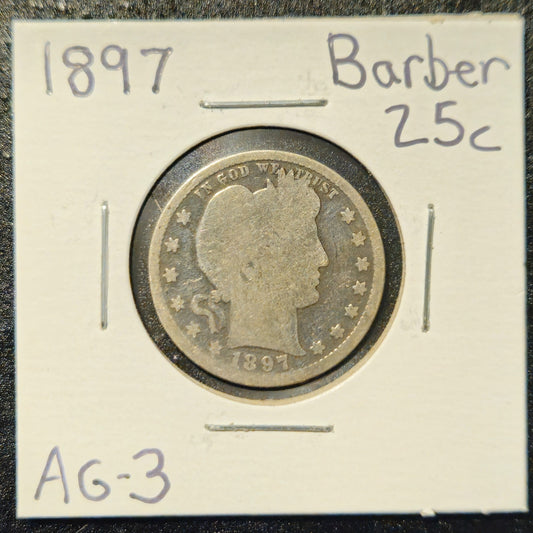 1897 Barber
25c
IN GOD WE TRUST
1897
AG-3